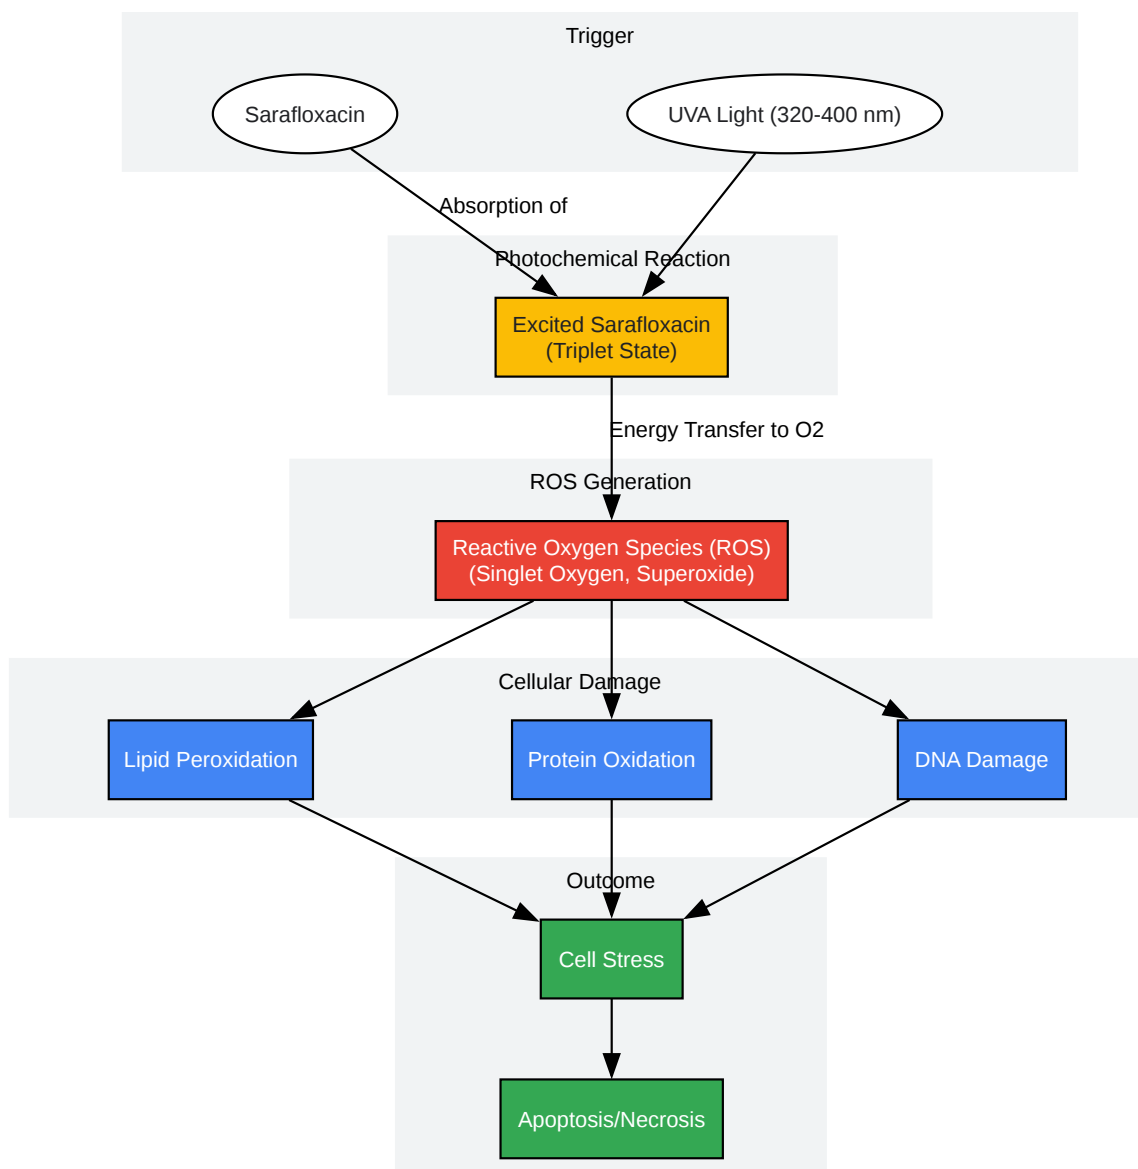 Trigger
Sarafloxacin
UVA Light (320-400 nm)
Absorption of
Photochemical Reaction
Excited Sarafloxacin
(Triplet State)
Energy Transfer to O2
ROS Generation
Reactive Oxygen Species (ROS)
(Singlet Oxygen, Superoxide)
Cellular Damage
Lipid Peroxidation
Protein Oxidation
DNA Damage
Outcome
Cell Stress
Apoptosis/Necrosis